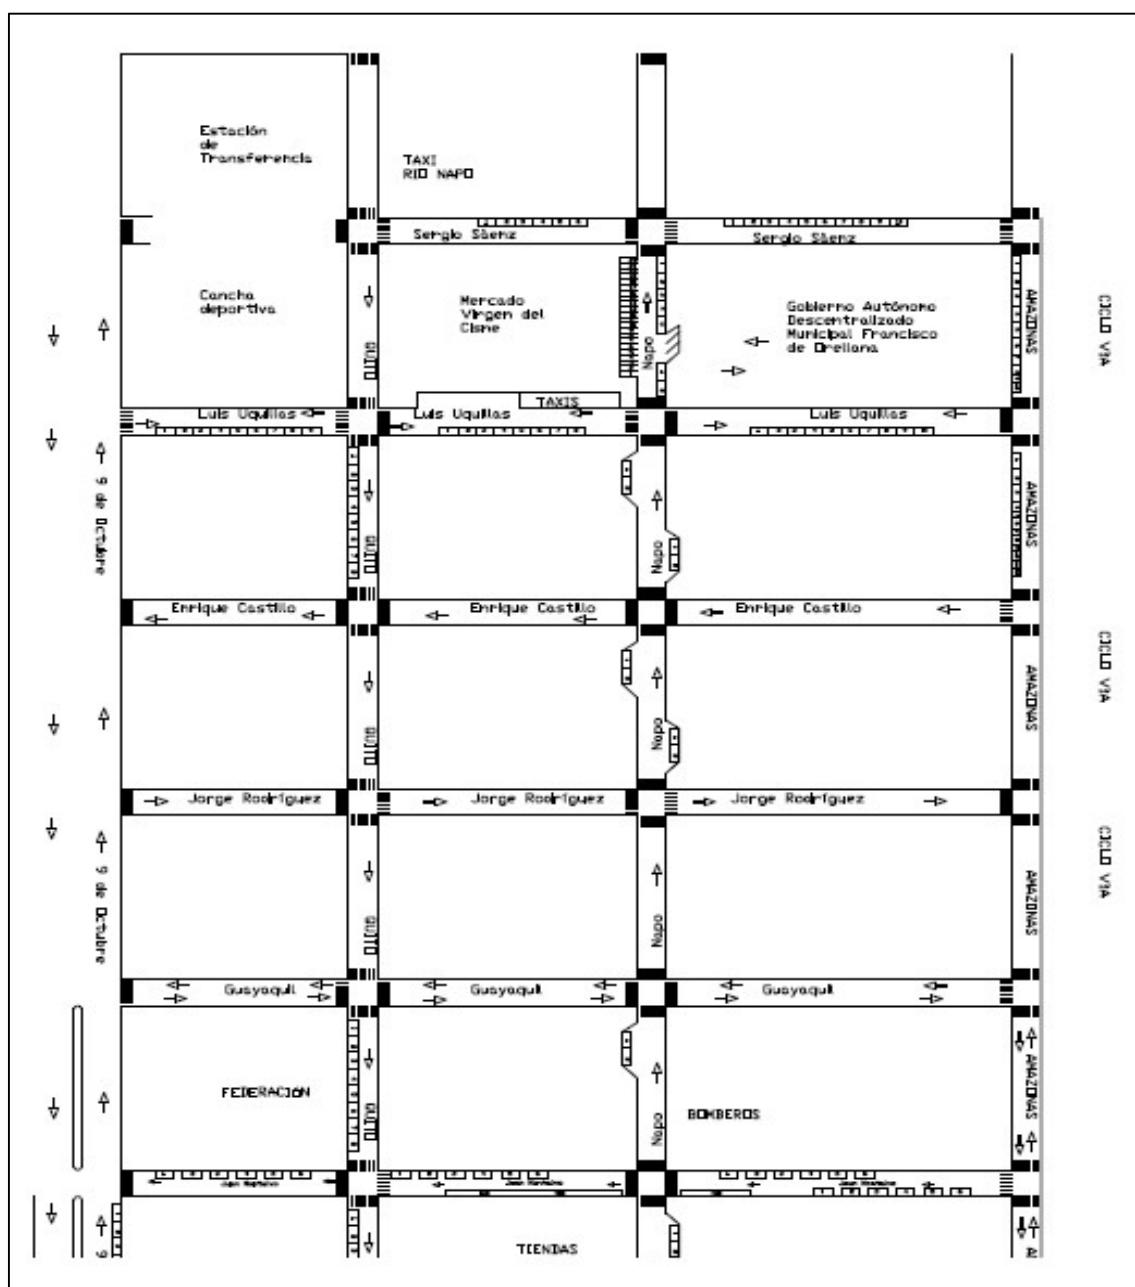 Estación
de
Transferencia
TAXI
RIO NAPO
Sergio Sáenz
Sergio Sáenz
Cancha
deportiva
Mercado
Virgen del
Cisne
Gobierno Autónomo
Descentralizado
Municipal Francisco
de Orellana
QUITO
Napo
AMAZONAS
CICLO VIA
TAXIS
Luis Uquillas
Luis Uquillas
Luis Uquillas
9 de Octubre
QUITO
Napo
AMAZONAS
Enrique Castillo
Enrique Castillo
Enrique Castillo
QUITO
Napo
AMAZONAS
CICLO VIA
Jorge Rodríguez
Jorge Rodríguez
Jorge Rodríguez
9 de Octubre
QUITO
Napo
AMAZONAS
CICLO VIA
Guayaquil
Guayaquil
Guayaquil
FEDERACIÓN
QUITO
Napo
BOMBEROS
AMAZONAS
TIENDAS